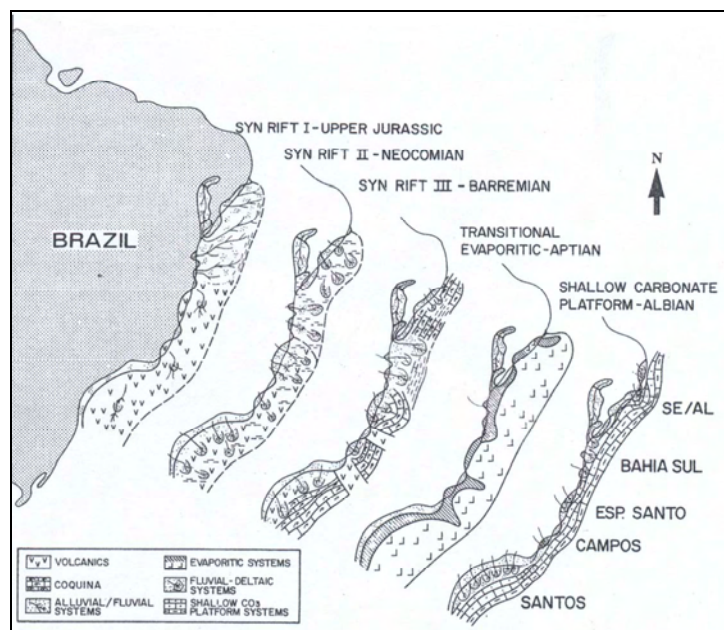 SYN RIFT I-UPPER JURASSIC
SYN RIFT II-NEOCOMIAN
SYN RIFT III - BARREMIAN
N
BRAZIL
TRANSITIONAL
EVAPORITIC-APTIAN
SHALLOW CARBONATE
PLATFORM-ALBIAN
SE/AL
BAHIA SUL
ESP. SANTO
CAMPOS
SANTOS
VOLCANICS
COQUINA
ALLUVIAL/FLUVIAL
SYSTEMS
EVAPORITIC SYSTEMS
FLUVIAL-DELTAIC
SYSTEMS
SHALLOW CO₃
PLATFORM SYSTEMS